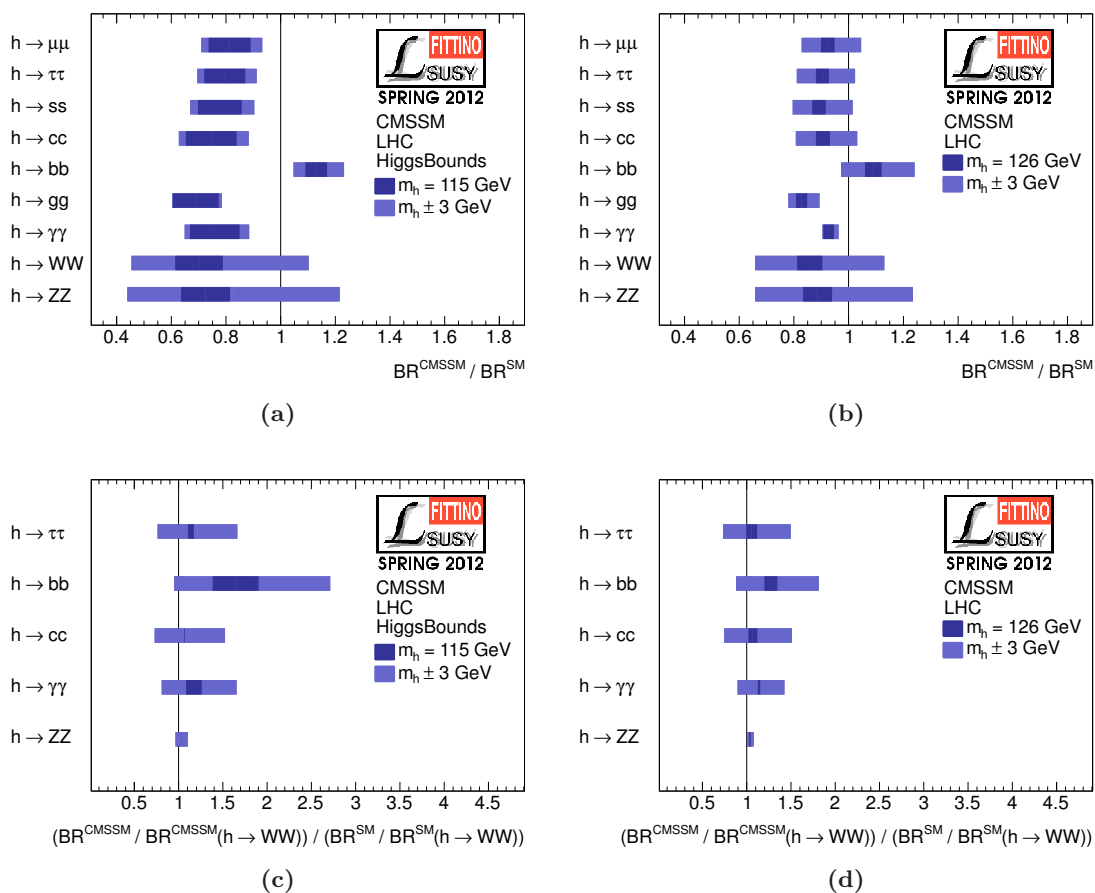 h → μμ
h → ττ
h → ss
h → cc
h → bb
h → gg
h → γγ
h → WW
h → ZZ
FITTINO
SUSY
SPRING 2012
CMSSM
LHC
HiggsBounds
m_h = 115 GeV
m_h ± 3 GeV
0.4 0.6 0.8 1 1.2 1.4 1.6 1.8
BR^CMSSM / BR^SM
(a)
h → μμ
h → ττ
h → ss
h → cc
h → bb
h → gg
h → γγ
h → WW
h → ZZ
FITTINO
SUSY
SPRING 2012
CMSSM
LHC
m_h = 126 GeV
m_h ± 3 GeV
0.4 0.6 0.8 1 1.2 1.4 1.6 1.8
BR^CMSSM / BR^SM
(b)
h → ττ
h → bb
h → cc
h → γγ
h → ZZ
FITTINO
SUSY
SPRING 2012
CMSSM
LHC
HiggsBounds
m_h = 115 GeV
m_h ± 3 GeV
0.5 1 1.5 2 2.5 3 3.5 4 4.5
(BR^CMSSM / BR^CMSSM(h → WW)) / (BR^SM / BR^SM(h → WW))
(c)
h → ττ
h → bb
h → cc
h → γγ
h → ZZ
FITTINO
SUSY
SPRING 2012
CMSSM
LHC
m_h = 126 GeV
m_h ± 3 GeV
0.5 1 1.5 2 2.5 3 3.5 4 4.5
(BR^CMSSM / BR^CMSSM(h → WW)) / (BR^SM / BR^SM(h → WW))
(d)